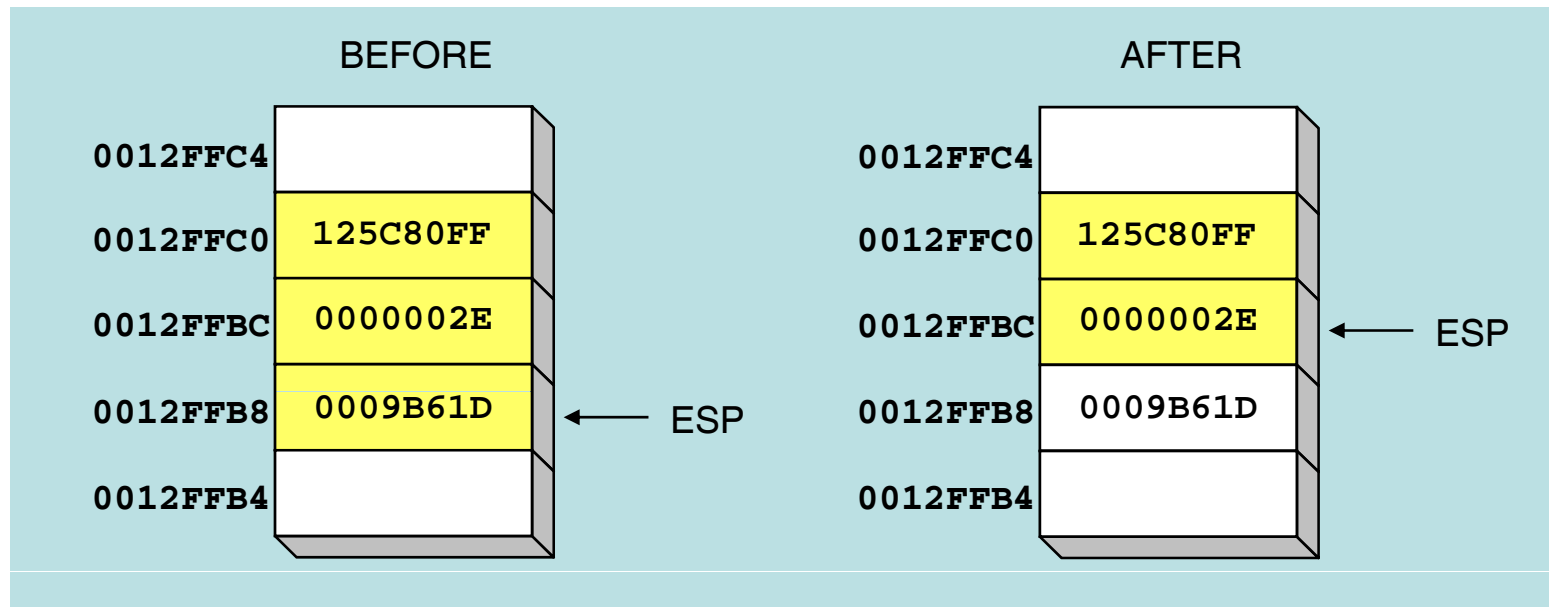 BEFORE AFTER
0012FFC4 0012FFC4
0012FFC0 125C80FF 0012FFC0 125C80FF
0012FFBC 0000002E 0012FFBC 0000002E ESP
0012FFB8 0009B61D ESP 0012FFB8 0009B61D
0012FFB4 0012FFB4